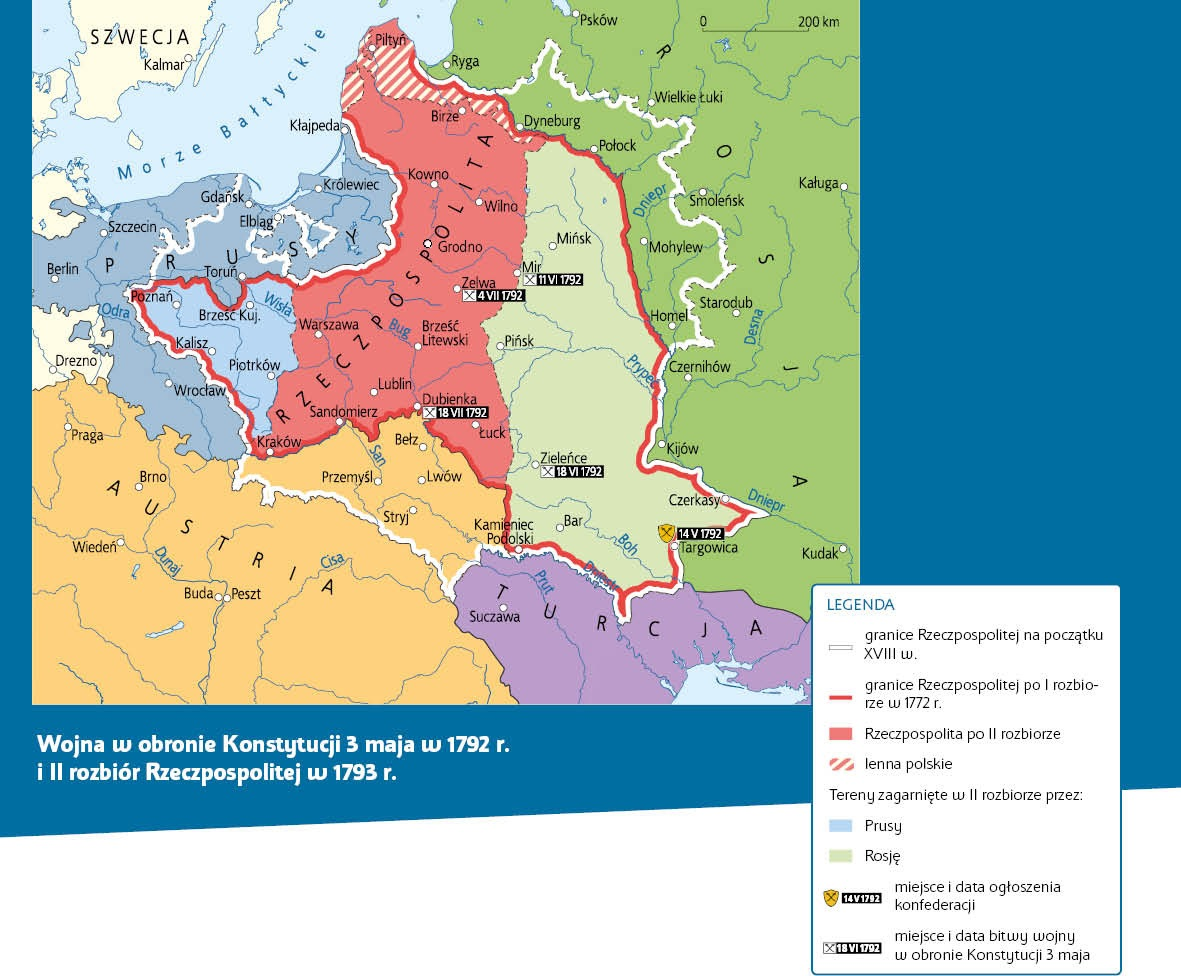 SZWECJA
Kalmar
Psków
0
200 km
Piltyń
Ryga
R
O
S
J
A
Wielkie Łuki
Morze Bałtyckie
Birże
Kłajpeda
Dyneburg
Połock
Kowno
Królewiec
Kaługa
Gdańsk
Wilno
Dniepr
Smoleńsk
Elbląg
Szczecin
RZECZPOSPOLITA
Mińsk
Mohylew
Grodno
PRUSY
Berlin
Toruń
Mir
11 VI 1792
Zelwa
4 VII 1792
Poznań
Wisła
Starodub
Odra
Brześć Kuj.
Homel
Desna
Warszawa
Bug
Brześć
Litewski
Kalisz
Pińsk
Drezno
Piotrków
Prypeć
Czernihów
Wrocław
Lublin
Dubienka
18 VII 1792
Sandomierz
Praga
Kraków
Bełz
Łuck
San
Kijów
Zieleńce
18 VI 1792
Brno
Przemyśl
Lwów
Czerkasy
Dniepr
AUSTRIA
Stryj
Kamieniec
Podolski
Bar
14 V 1792
Targowica
Boh
Wiedeń
Dunaj
Cisa
Kudak
Prut
Dniestr
Buda
Peszt
Suczawa
TURCJA
LEGENDA
granice Rzeczpospolitej na początku
XVIII w.
granice Rzeczpospolitej po I rozbio-
rze w 1772 r.
Rzeczpospolita po II rozbiorze
lenna polskie
Tereny zagarnięte w II rozbiorze przez:
Prusy
Rosję
14 V 1792
miejsce i data ogłoszenia
konfederacji
18 VI 1792
miejsce i data bitwy wojny
w obronie Konstytucji 3 maja
Wojna w obronie Konstytucji 3 maja w 1792 r.
i II rozbiór Rzeczpospolitej w 1793 r.